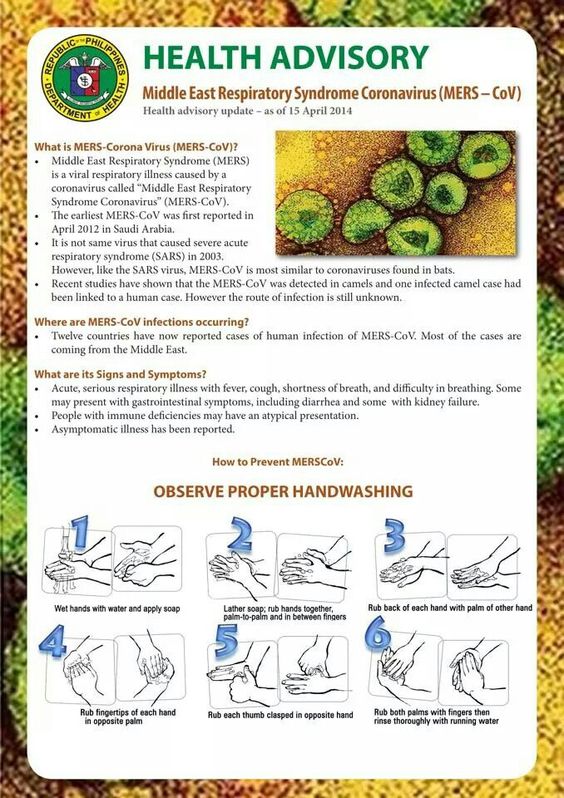 REPUBLIC OF THE PHILIPPINES
DEPARTMENT OF HEALTH
HEALTH ADVISORY
Middle East Respiratory Syndrome Coronavirus (MERS – CoV)
Health advisory update – as of 15 April 2014
What is MERS-Corona Virus (MERS-CoV)?
• Middle East Respiratory Syndrome (MERS)
is a viral respiratory illness caused by a
coronavirus called “Middle East Respiratory
Syndrome Coronavirus” (MERS-CoV).
• The earliest MERS-CoV was first reported in
April 2012 in Saudi Arabia.
• It is not same virus that caused severe acute
respiratory syndrome (SARS) in 2003.
However, like the SARS virus, MERS-CoV is most similar to coronaviruses found in bats.
• Recent studies have shown that the MERS-CoV was detected in camels and one infected camel case had
been linked to a human case. However the route of infection is still unknown.
Where are MERS-CoV infections occurring?
• Twelve countries have now reported cases of human infection of MERS-CoV. Most of the cases are
coming from the Middle East.
What are its Signs and Symptoms?
• Acute, serious respiratory illness with fever, cough, shortness of breath, and difficulty in breathing. Some
may present with gastrointestinal symptoms, including diarrhea and some with kidney failure.
• People with immune deficiencies may have an atypical presentation.
• Asymptomatic illness has been reported.
How to Prevent MERSCoV:
OBSERVE PROPER HANDWASHING
1
Wet hands with water and apply soap
2
Lather soap; rub hands together,
palm-to-palm and in between fingers
3
Rub back of each hand with palm of other hand
4
Rub fingertips of each hand
in opposite palm
5
Rub each thumb clasped in opposite hand
6
Rub both palms with fingers then
rinse thoroughly with running water